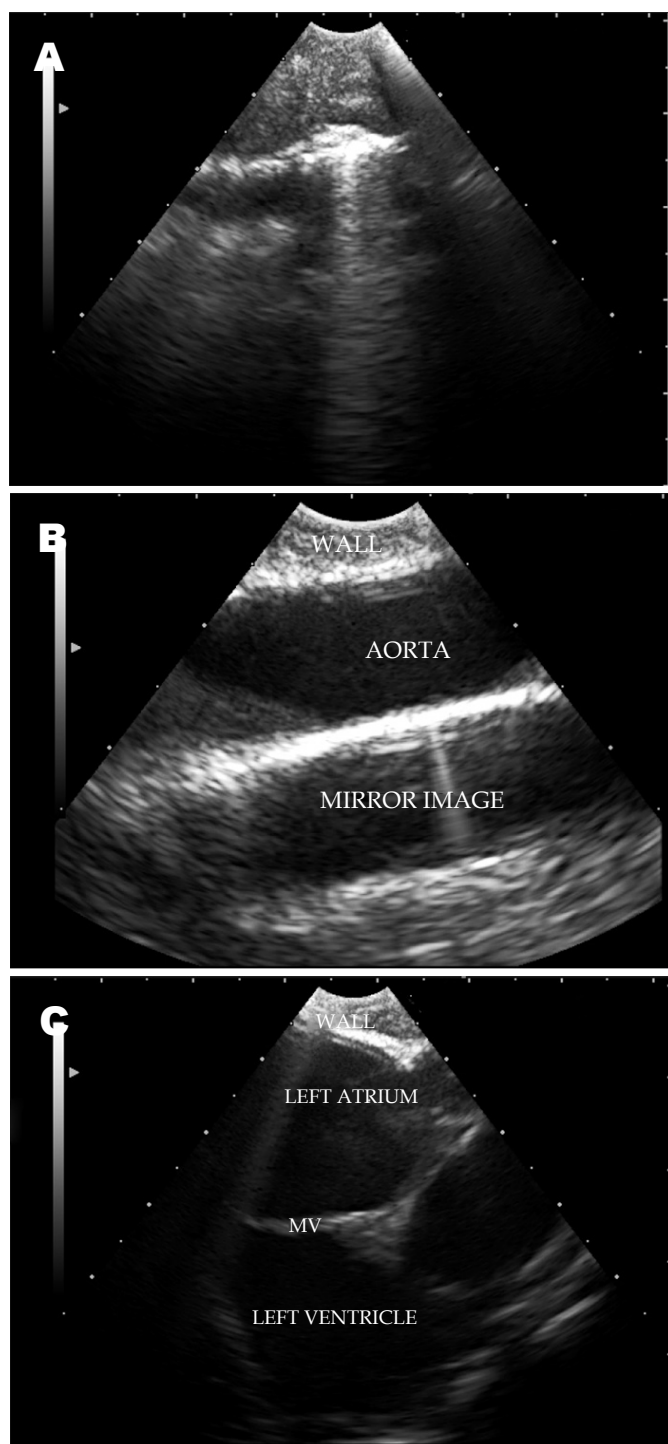 A
B
WALL
AORTA
MIRROR IMAGE
C
WALL
LEFT ATRIUM
MV
LEFT VENTRICLE